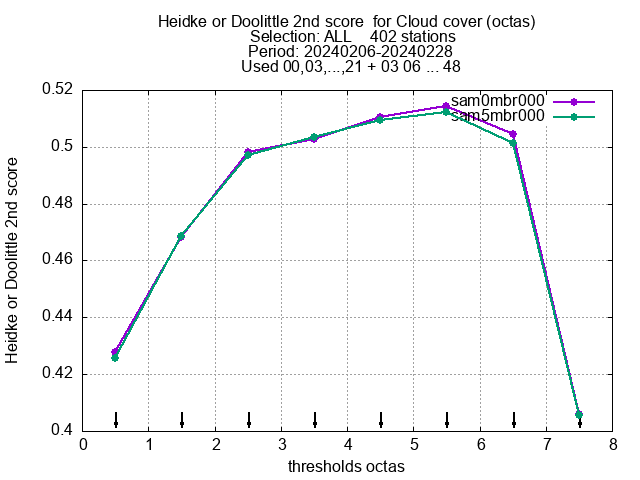 Heidke or Doolittle 2nd score  for Cloud cover (octas)
Selection: ALL    402 stations
Period: 20240206-20240228
Used 00,03,...,21 + 03 06 ... 48
sam0mbr000
sam5mbr000
Heidke or Doolittle 2nd score
0.52
0.5
0.48
0.46
0.44
0.42
0.4
0 1 2 3 4 5 6 7 8
thresholds octas